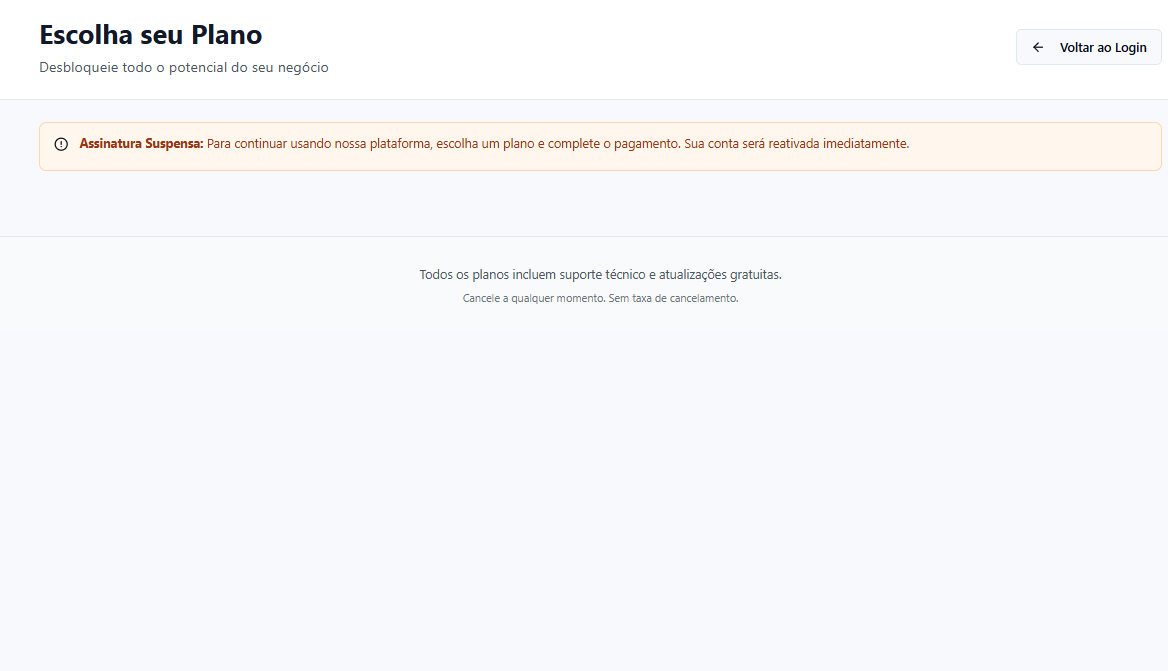 Escolha seu Plano
Desbloqueie todo o potencial do seu negócio
Voltar ao Login
Assinatura Suspensa: Para continuar usando nossa plataforma, escolha um plano e complete o pagamento. Sua conta será reativada imediatamente.
Todos os planos incluem suporte técnico e atualizações gratuitas.
Cancele a qualquer momento. Sem taxa de cancelamento.